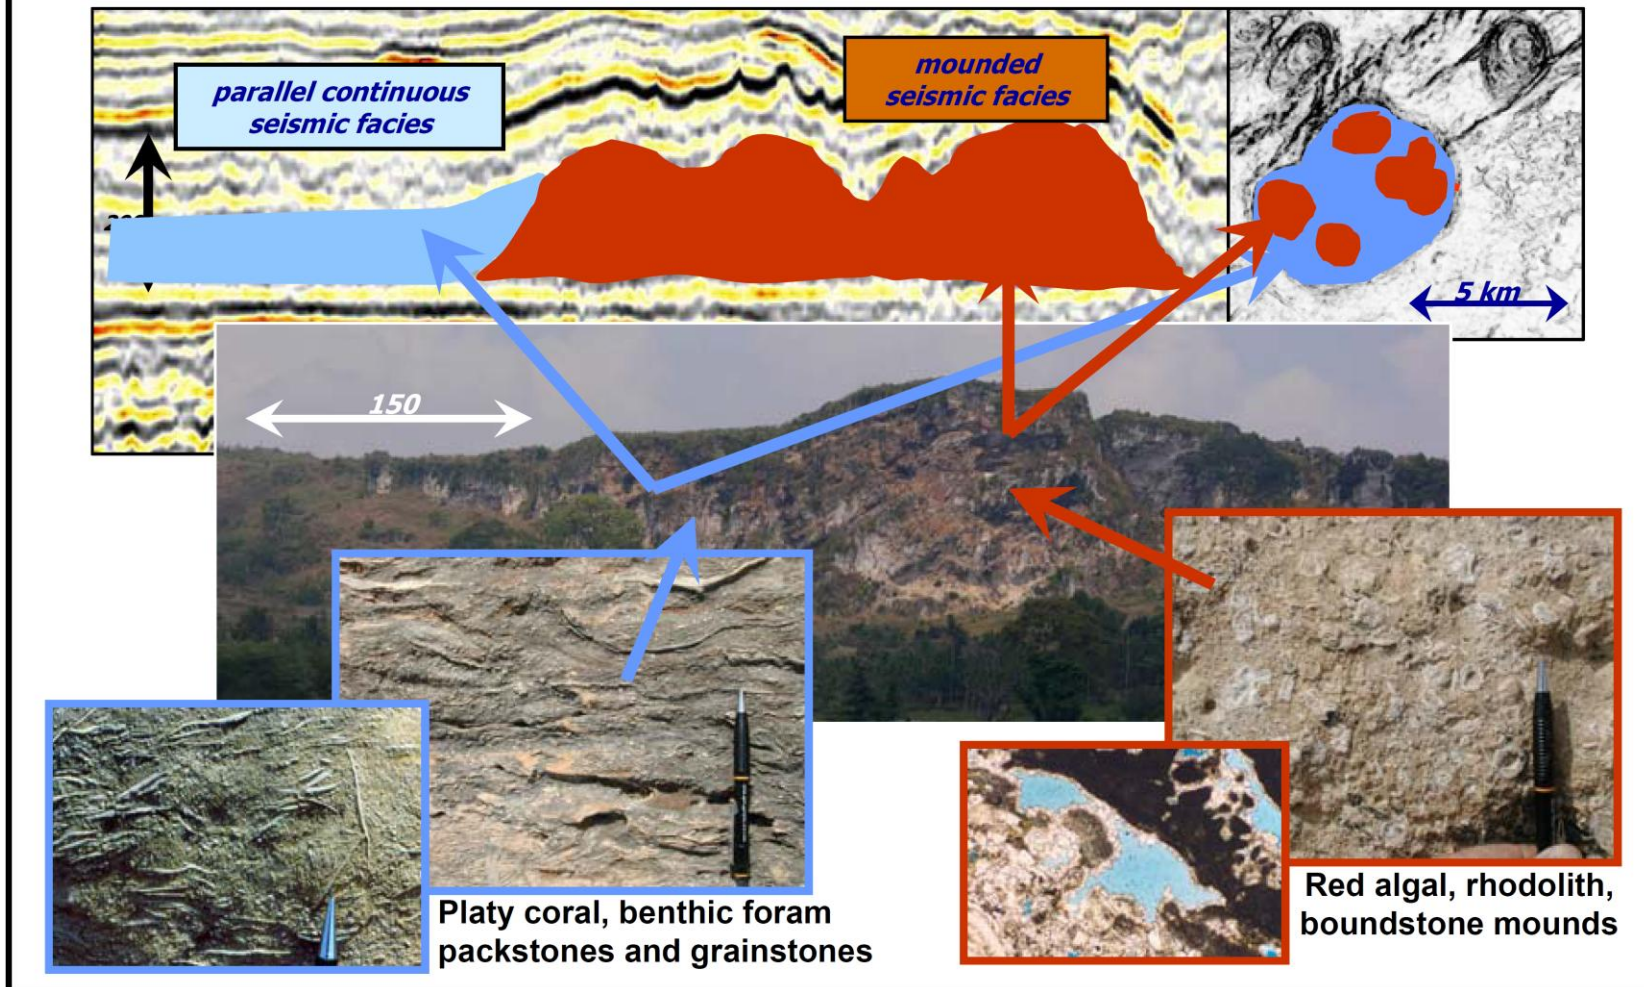 parallel continuous
seismic facies
mounded
seismic facies
5 km
150
Platy coral, benthic foram
packstones and grainstones
Red algal, rhodolith,
boundstone mounds